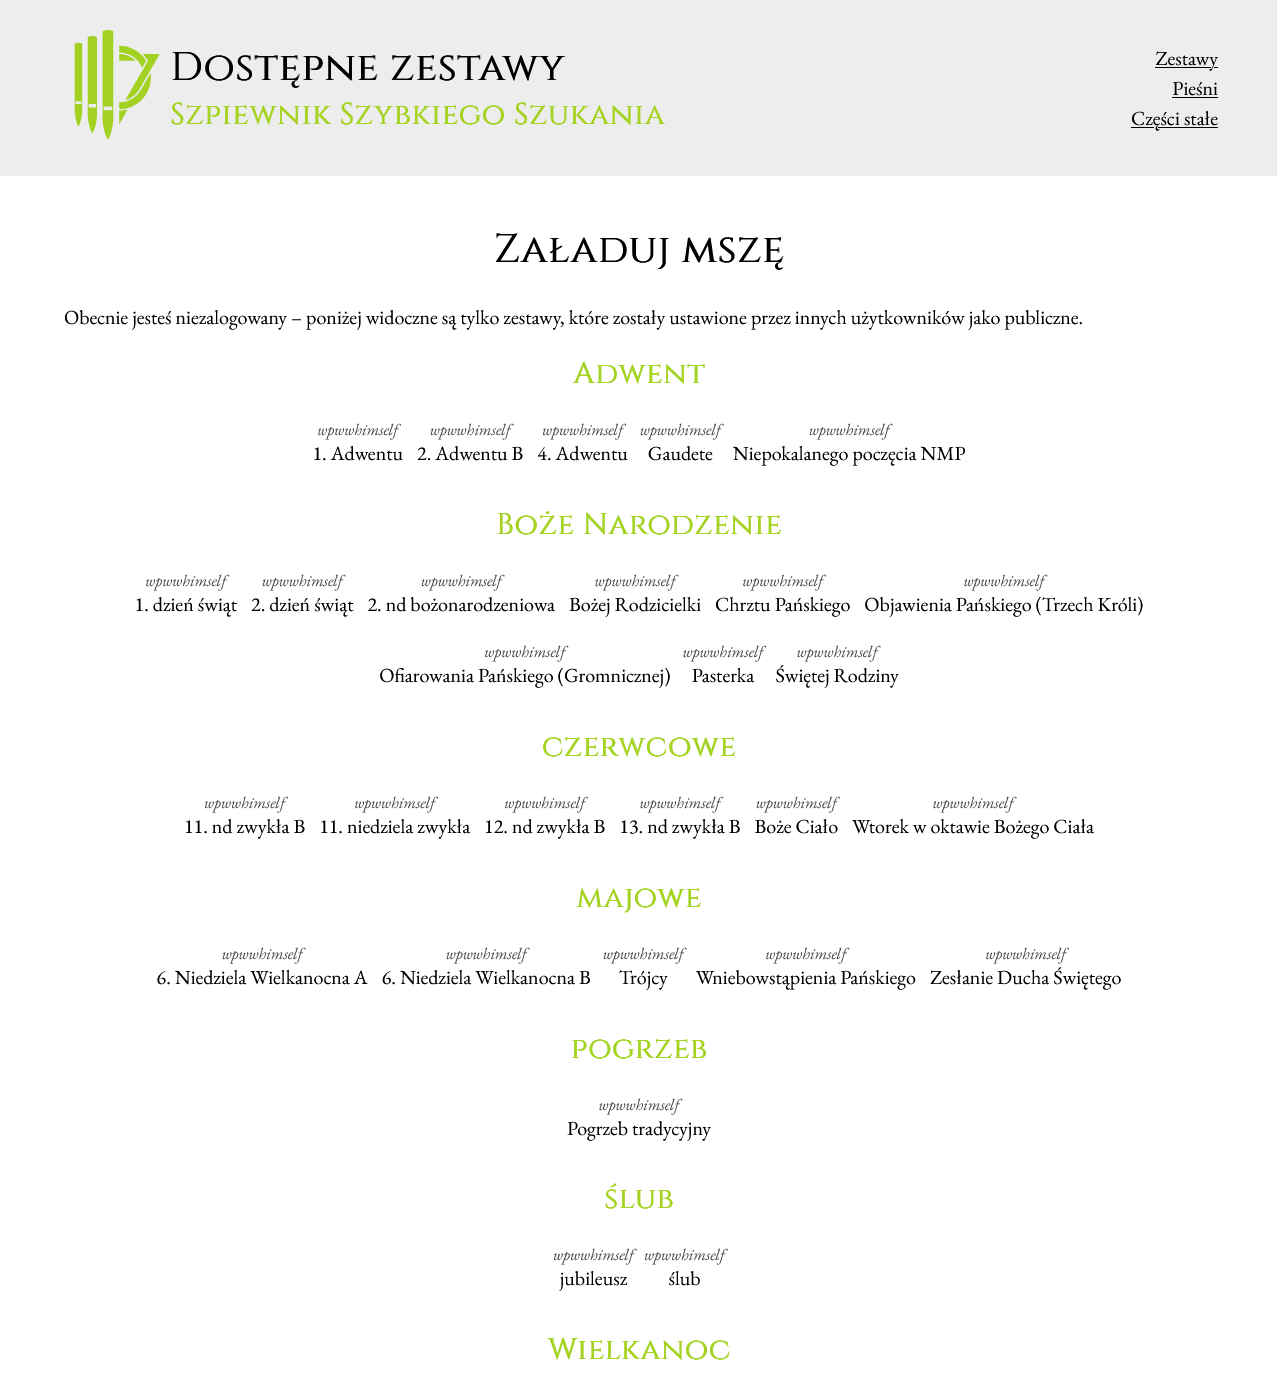 Dostępne zestawy
Szpiewnik Szybkiego Szukania
Zestawy
Pieśni
Części stałe
Załaduj mszę
Obecnie jesteś niezalogowany – poniżej widoczne są tylko zestawy, które zostały ustawione przez innych użytkowników jako publiczne.
Adwent
wpwwhimself wpwwhimself wpwwhimself wpwwhimself wpwwhimself
1. Adwentu 2. Adwentu B 4. Adwentu Gaudete Niepokalanego poczęcia NMP
Boże Narodzenie
wpwwhimself wpwwhimself wpwwhimself wpwwhimself wpwwhimself wpwwhimself
1. dzień świąt 2. dzień świąt 2. nd bożonarodzeniowa Bożej Rodzicielki Chrztu Pańskiego Objawienia Pańskiego (Trzech Króli)
wpwwhimself wpwwhimself wpwwhimself
Ofiarowania Pańskiego (Gromnicznej) Pasterka Świętej Rodziny
czerwcowe
wpwwhimself wpwwhimself wpwwhimself wpwwhimself wpwwhimself wpwwhimself
11. nd zwykła B 11. niedziela zwykła 12. nd zwykła B 13. nd zwykła B Boże Ciało Wtorek w oktawie Bożego Ciała
majowe
wpwwhimself wpwwhimself wpwwhimself wpwwhimself wpwwhimself
6. Niedziela Wielkanocna A 6. Niedziela Wielkanocna B Trójcy Wniebowstąpienia Pańskiego Zesłanie Ducha Świętego
pogrzeb
wpwwhimself
Pogrzeb tradycyjny
ślub
wpwwhimself wpwwhimself
jubileusz ślub
Wielkanoc